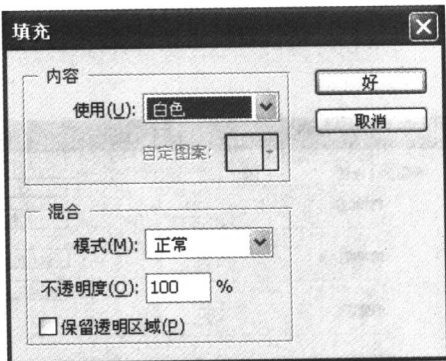 填充
内容
使用(U): 白色
自定图案:
好
取消
混合
模式(M): 正常
不透明度(O): 100 %
保留透明区域(P)